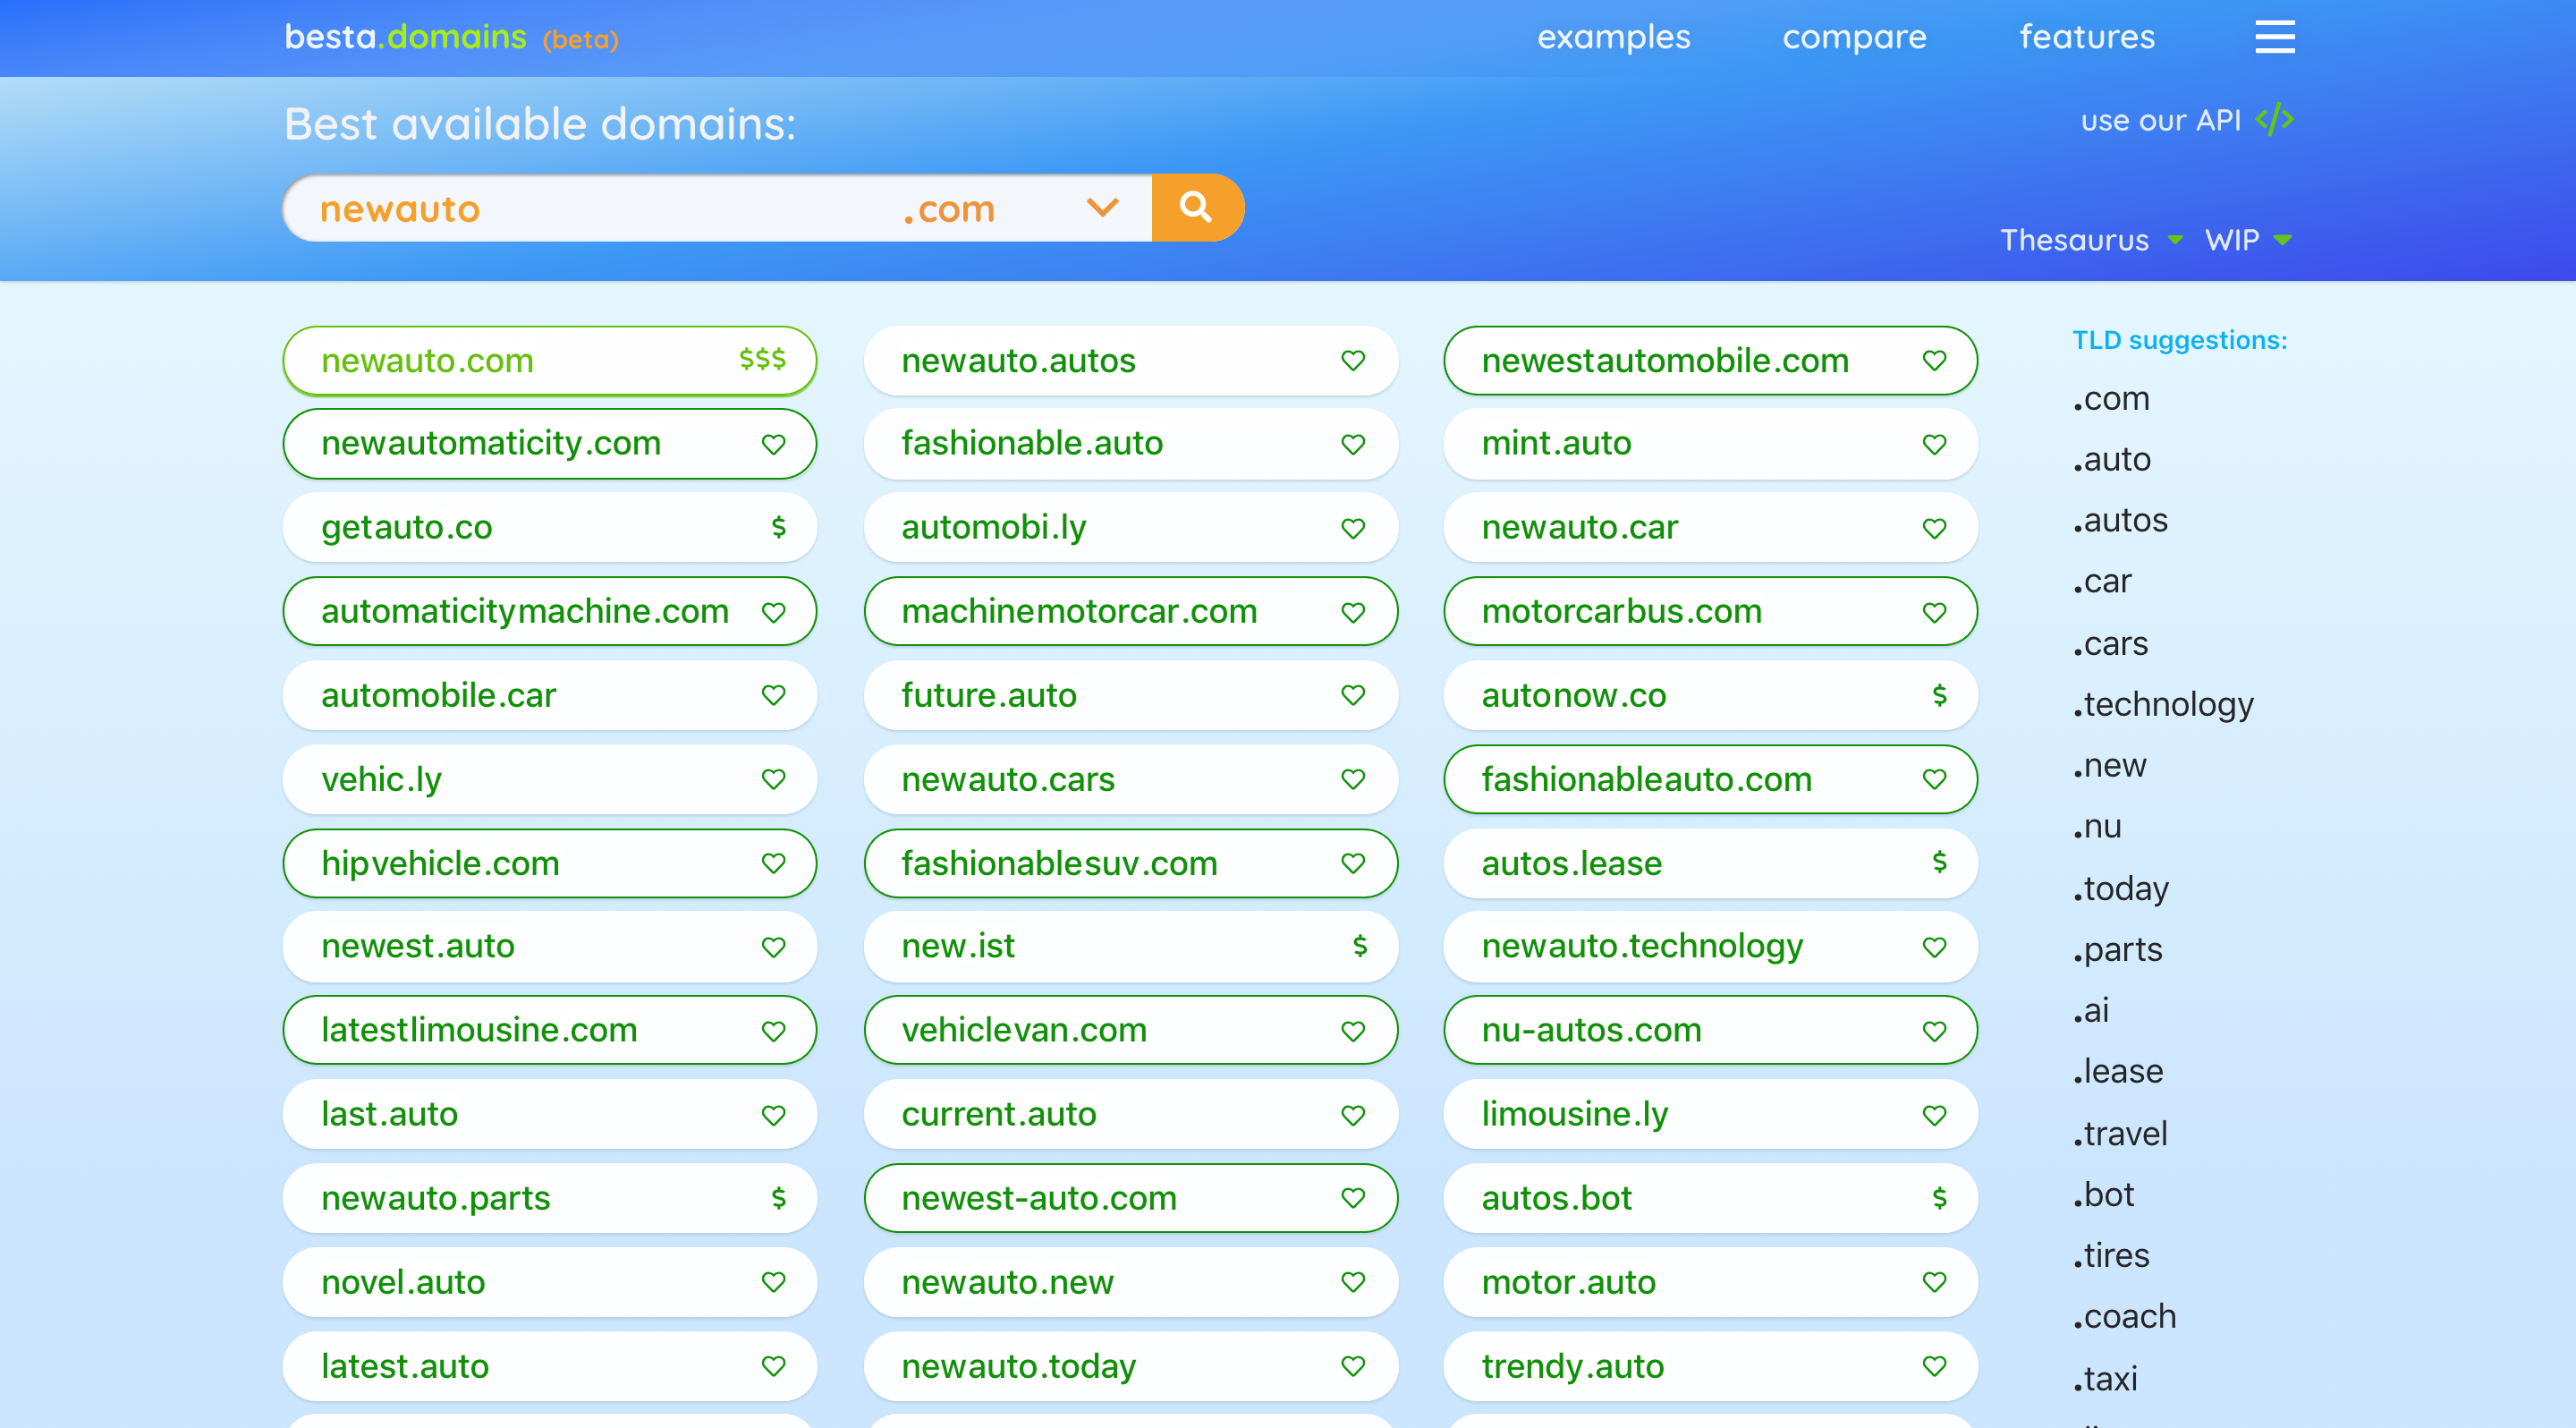 besta.domains (beta) examples compare features
Best available domains:
use our API </>
newauto .com
Thesaurus WIP
newauto.com $$$ newauto.autos newestautomobile.com
newautomaticity.com fashionable.auto mint.auto
getauto.co $ automobi.ly newauto.car
automaticitymachine.com machinemotorcar.com motorcarbus.com
automobile.car future.auto autonow.co $
vehic.ly newauto.cars fashionableauto.com
hipvehicle.com fashionablesuv.com autos.lease $
newest.auto new.ist $ newauto.technology
latestlimousine.com vehiclevan.com nu-autos.com
last.auto current.auto limousine.ly
newauto.parts $ newest-auto.com autos.bot $
novel.auto newauto.new motor.auto
latest.auto newauto.today trendy.auto
TLD suggestions:
.com
.auto
.autos
.car
.cars
.technology
.new
.nu
.today
.parts
.ai
.lease
.travel
.bot
.tires
.coach
.taxi